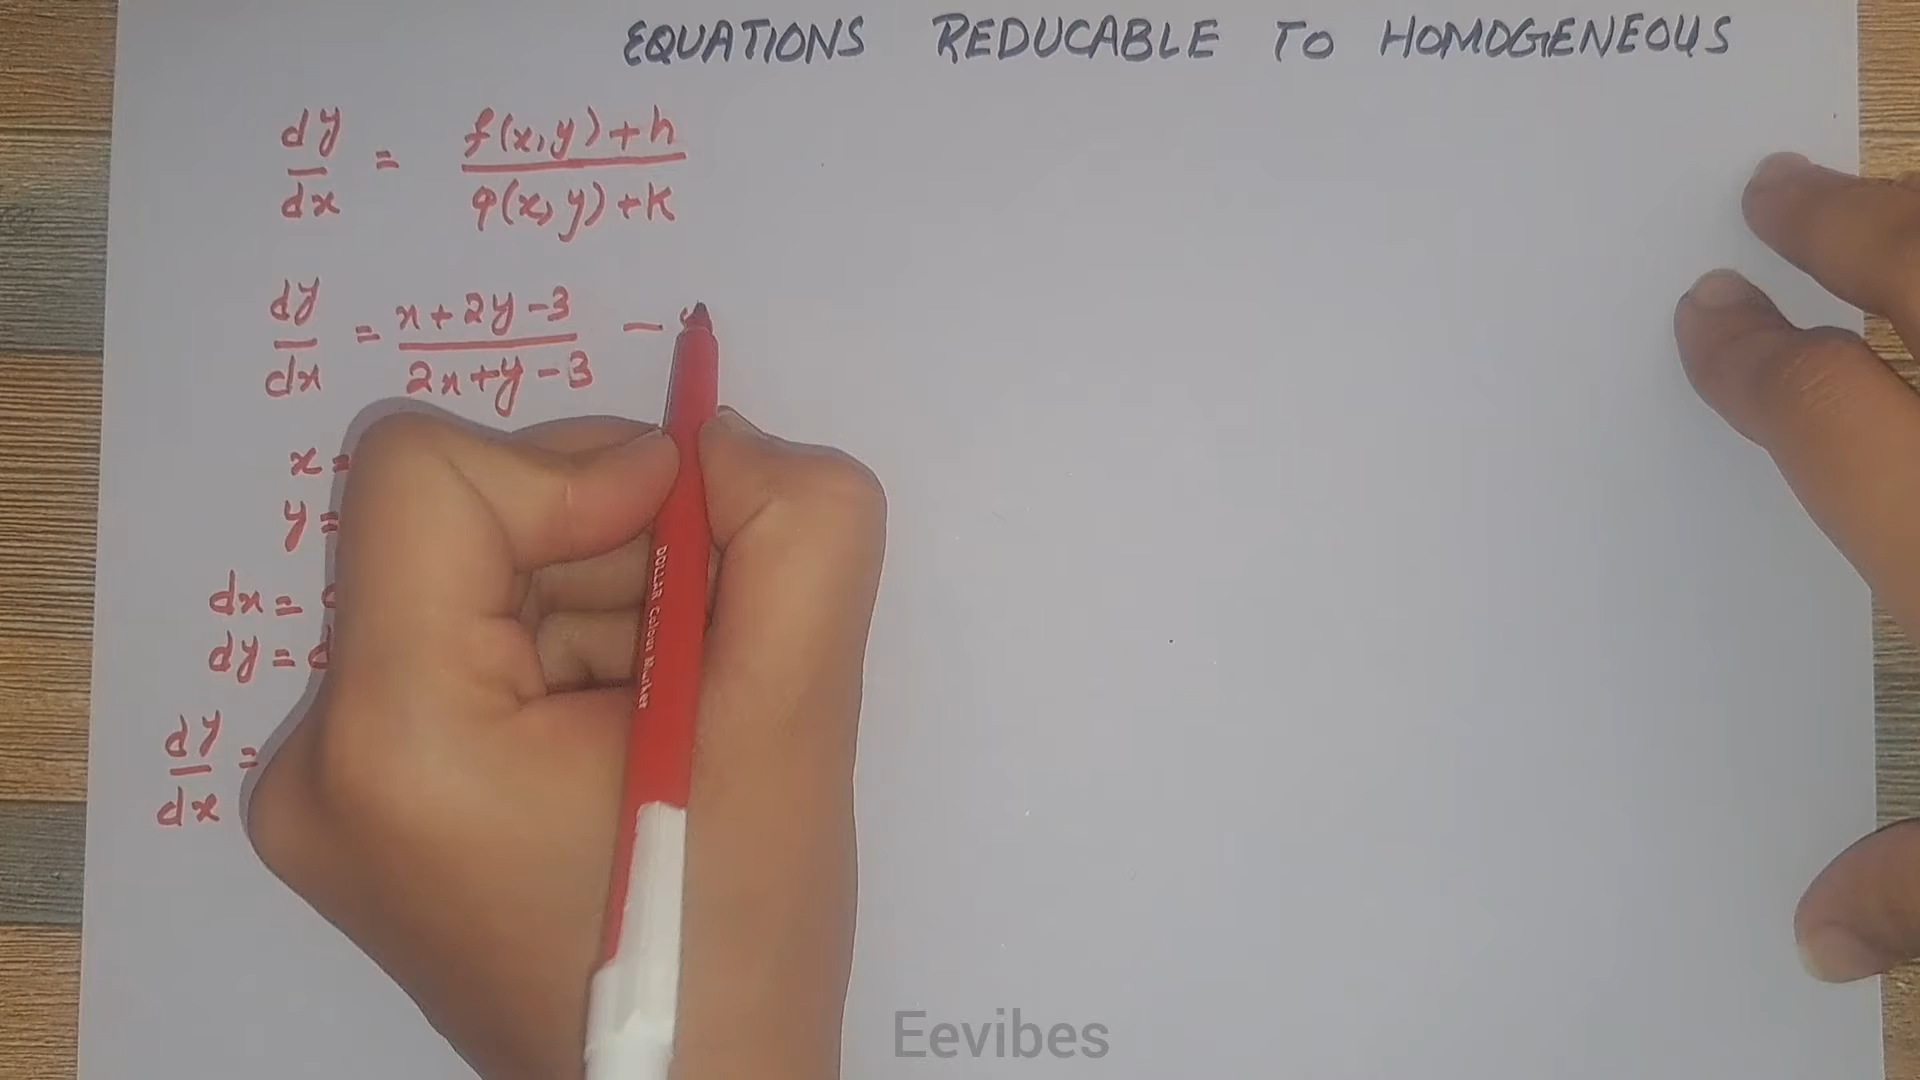 EQUATIONS REDUCABLE TO HOMOGENEOUS
dy/dx = f(x,y)+h / φ(x,y)+k
dy/dx = x+2y-3 / 2x+y-3 —
x =
y =
dx =
dy = d
dy/dx =
DOLLAR Colour Marker
Eevibes